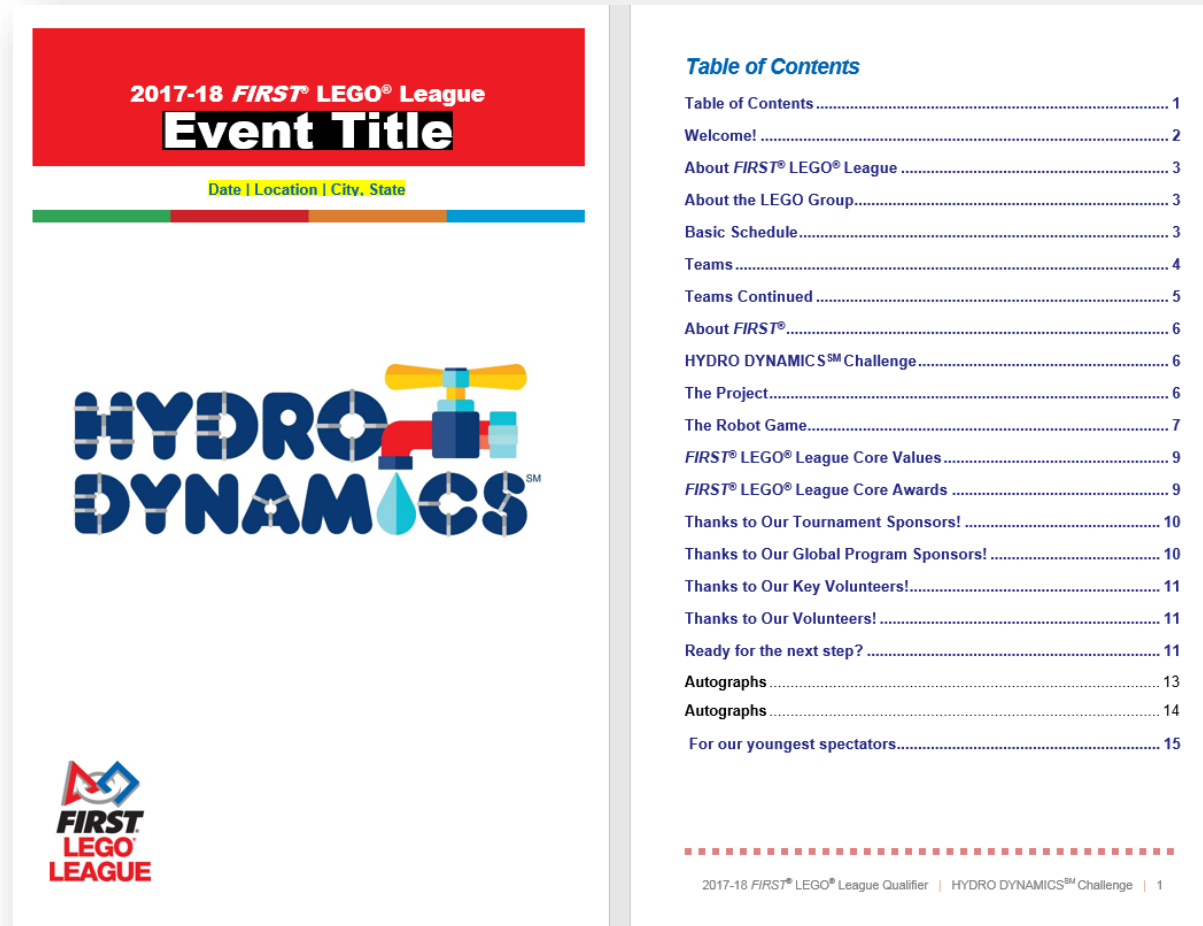 2017-18 FIRST® LEGO® League
Event Title
Date | Location | City, State
HYDRO
DYNAMICS℠
FIRST®
LEGO®
LEAGUE
Table of Contents
Table of Contents ........ 1
Welcome! ........ 2
About FIRST® LEGO® League ........ 3
About the LEGO Group ........ 3
Basic Schedule ........ 3
Teams ........ 4
Teams Continued ........ 5
About FIRST® ........ 6
HYDRO DYNAMICS℠ Challenge ........ 6
The Project ........ 6
The Robot Game ........ 7
FIRST® LEGO® League Core Values ........ 9
FIRST® LEGO® League Core Awards ........ 9
Thanks to Our Tournament Sponsors! ........ 10
Thanks to Our Global Program Sponsors! ........ 10
Thanks to Our Key Volunteers! ........ 11
Thanks to Our Volunteers! ........ 11
Ready for the next step? ........ 11
Autographs ........ 13
Autographs ........ 14
For our youngest spectators ........ 15
2017-18 FIRST® LEGO® League Qualifier | HYDRO DYNAMICS℠ Challenge | 1